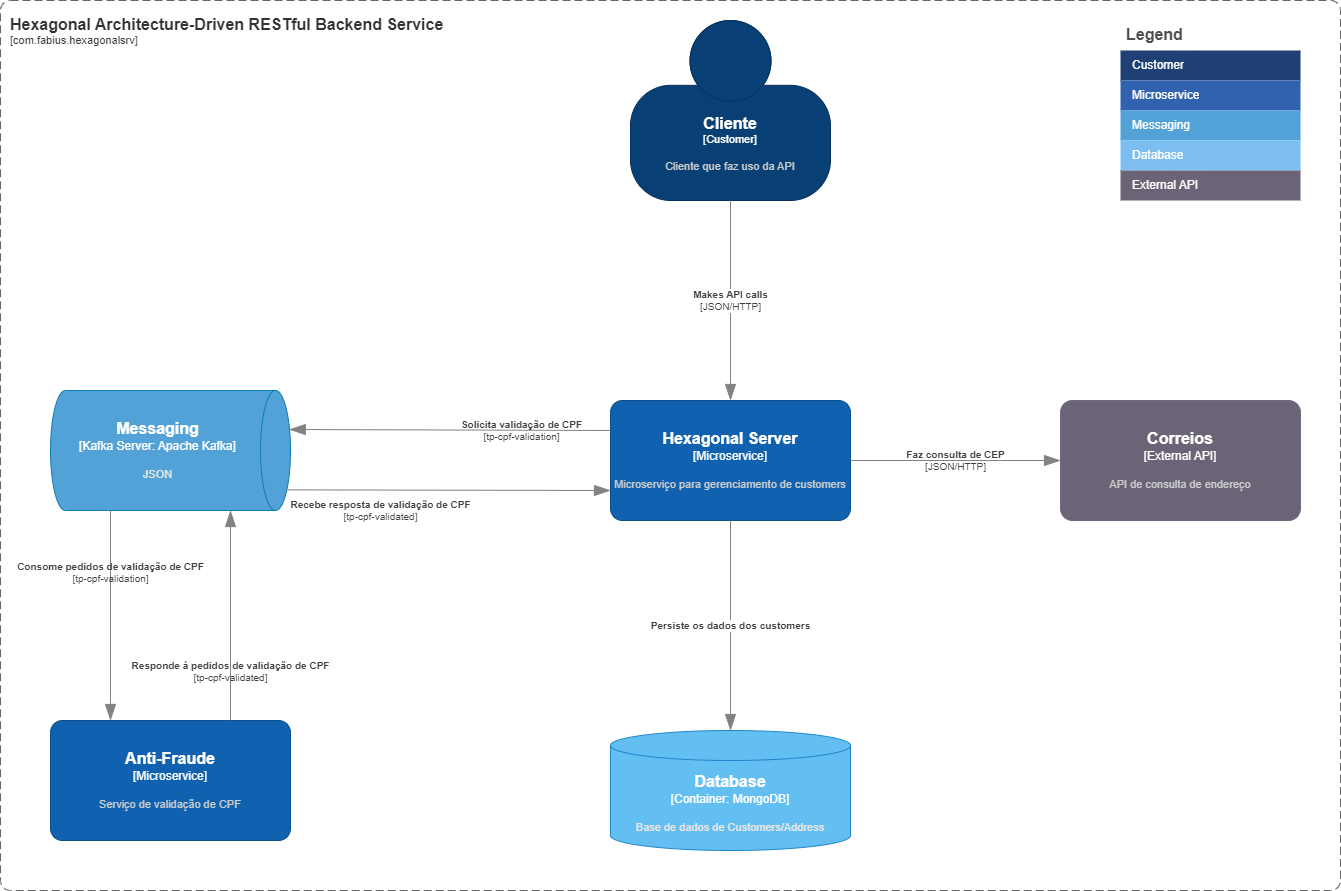 Hexagonal Architecture-Driven RESTful Backend Service
[com.fabius.hexagonalsrv]
Legend
Customer
Microservice
Messaging
Database
External API
Cliente
[Customer]
Cliente que faz uso da API
Makes API calls
[JSON/HTTP]
Messaging
[Kafka Server: Apache Kafka]
JSON
Solicita validação de CPF
[tp-cpf-validation]
Recebe resposta de validação de CPF
[tp-cpf-validated]
Hexagonal Server
[Microservice]
Microserviço para gerenciamento de customers
Faz consulta de CEP
[JSON/HTTP]
Correios
[External API]
API de consulta de endereço
Consome pedidos de validação de CPF
[tp-cpf-validation]
Responde à pedidos de validação de CPF
[tp-cpf-validated]
Persiste os dados dos customers
Anti-Fraude
[Microservice]
Serviço de validação de CPF
Database
[Container: MongoDB]
Base de dados de Customers/Address